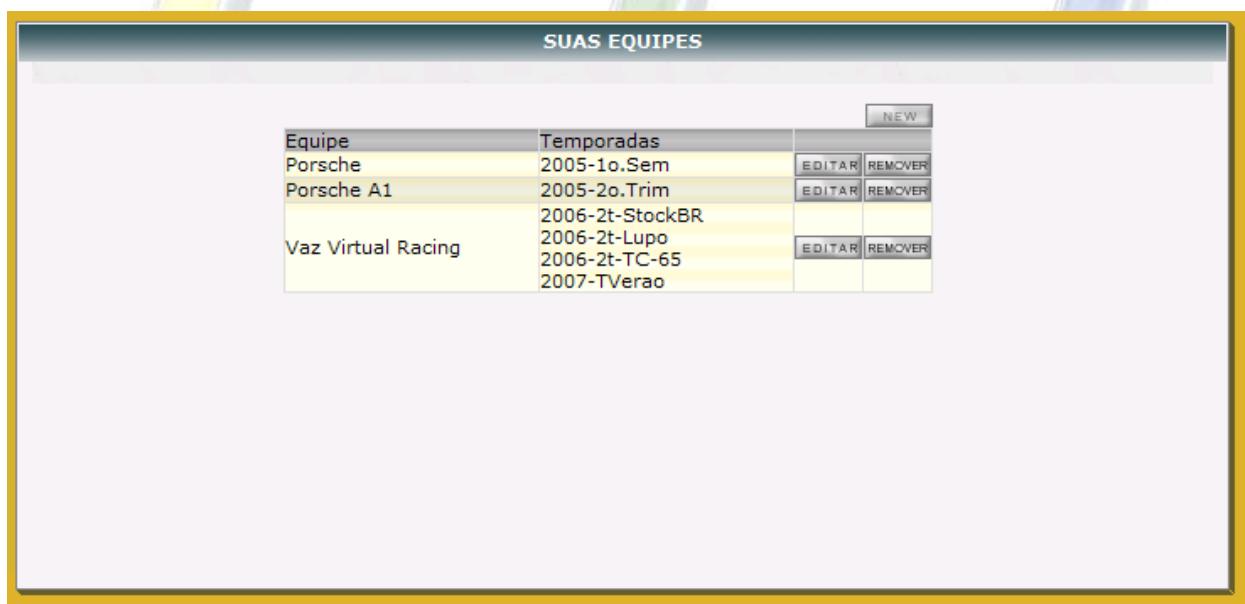 SUAS EQUIPES
NEW
Equipe Temporadas
Porsche 2005-1o.Sem EDITAR REMOVER
Porsche A1 2005-2o.Trim EDITAR REMOVER
Vaz Virtual Racing 2006-2t-StockBR
2006-2t-Lupo
2006-2t-TC-65
2007-TVerao EDITAR REMOVER